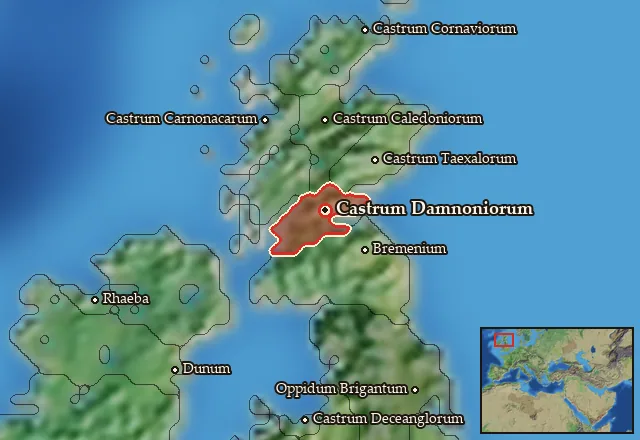 Castrum Cornaviorum
Castrum Carnonacarum
Castrum Caledoniorum
Castrum Taexalorum
Castrum Damnoniorum
Bremenium
Rhaeba
Dunum
Oppidum Brigantum
Castrum Deceanglorum